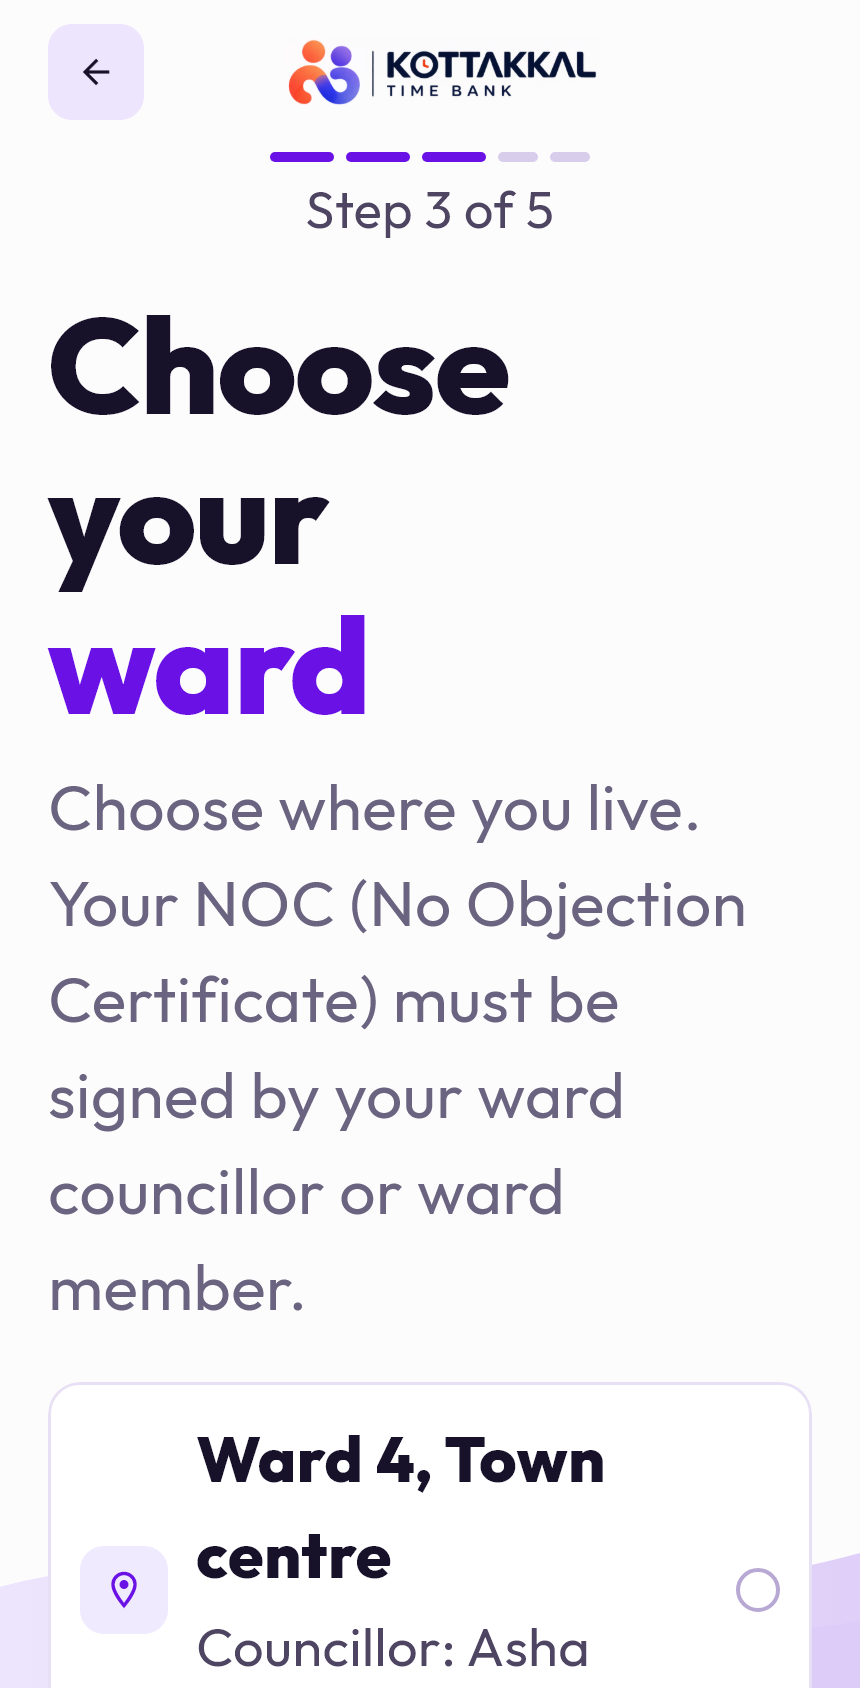 KOTTAKKAL
TIME BANK
Step 3 of 5
Choose
your
ward
Choose where you live.
Your NOC (No Objection
Certificate) must be
signed by your ward
councillor or ward
member.
Ward 4, Town
centre
Councillor: Asha